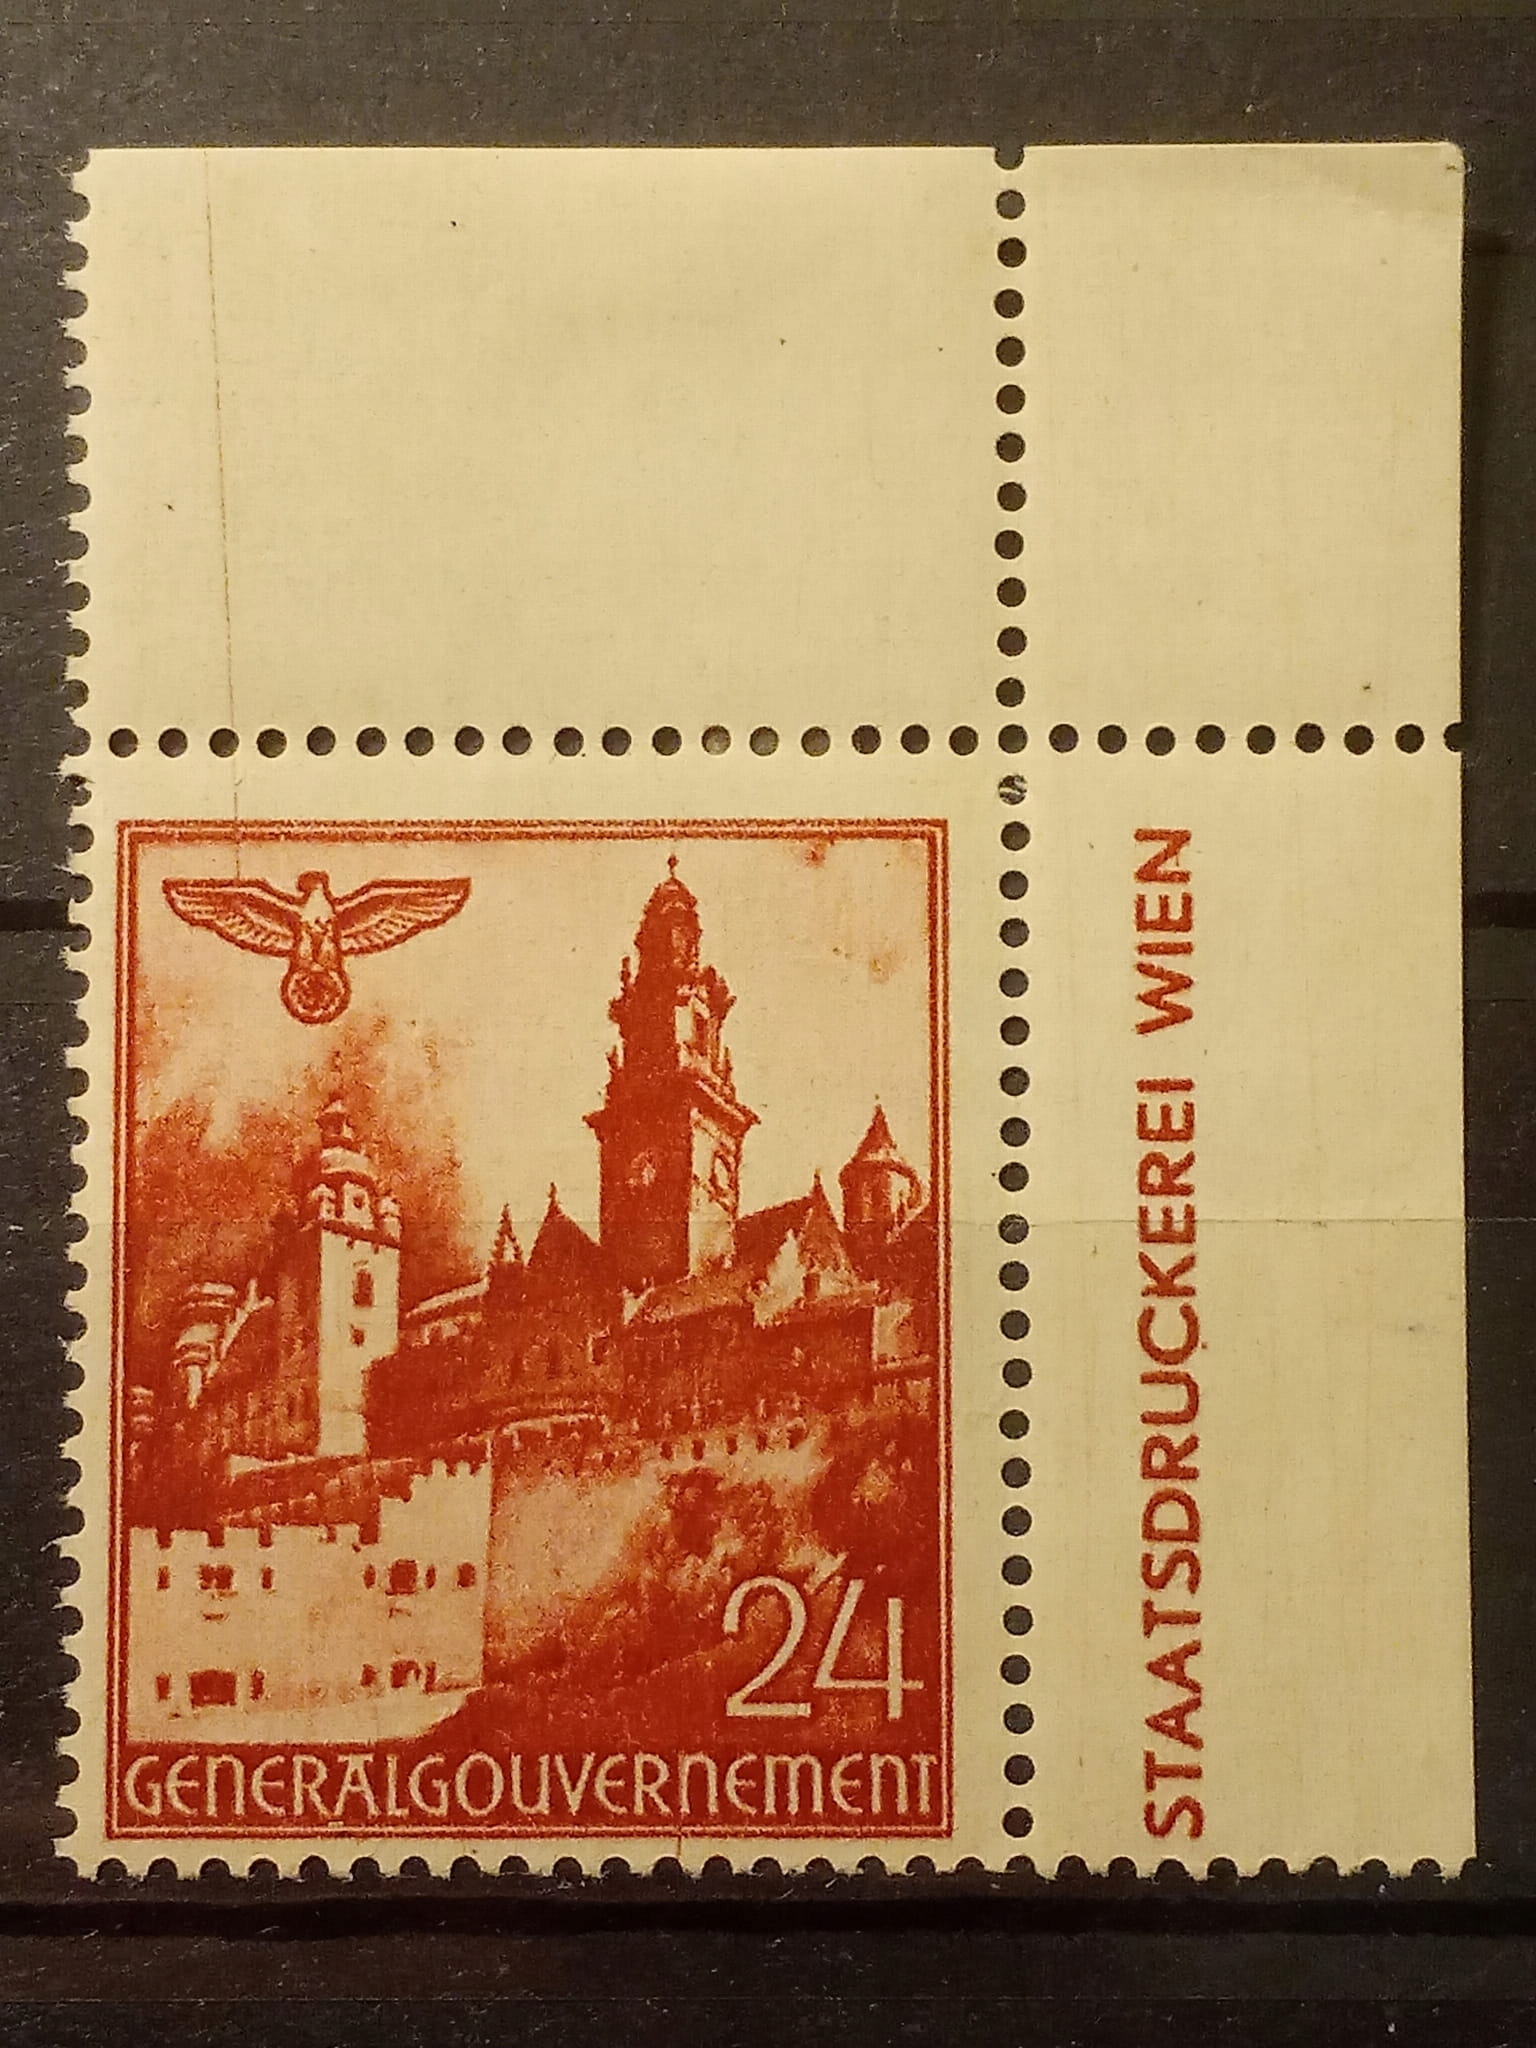 24
GENERALGOUVERNEMENT
STAATSDRUCKEREI WIEN